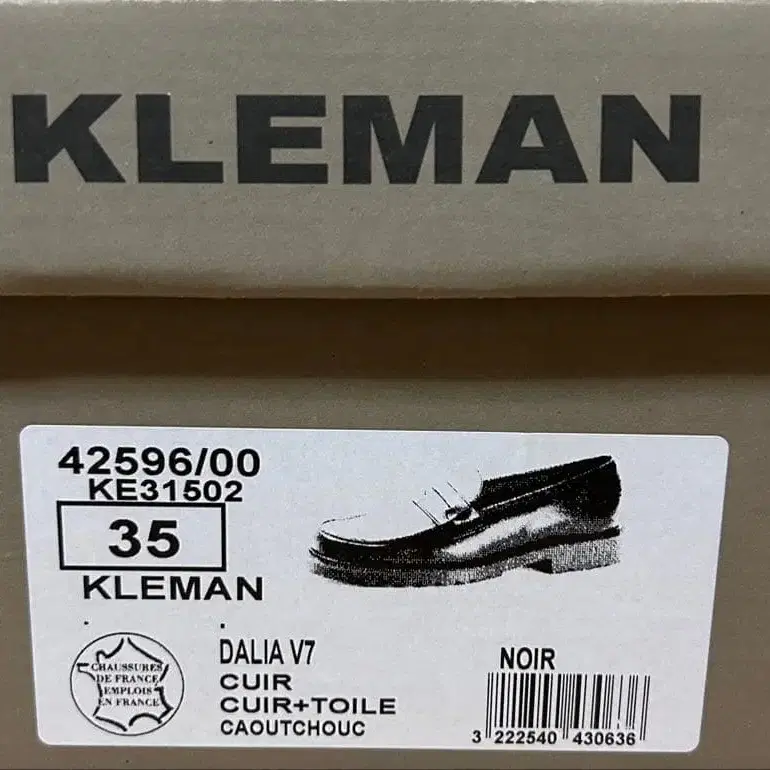 KLEMAN
42596/00
KE31502
35
KLEMAN
CHAUSSURES
DE FRANCE
EMPLOIS
EN FRANCE
DALIA V7
CUIR
CUIR+TOILE
CAOUTCHOUC
NOIR
3 222540 430636